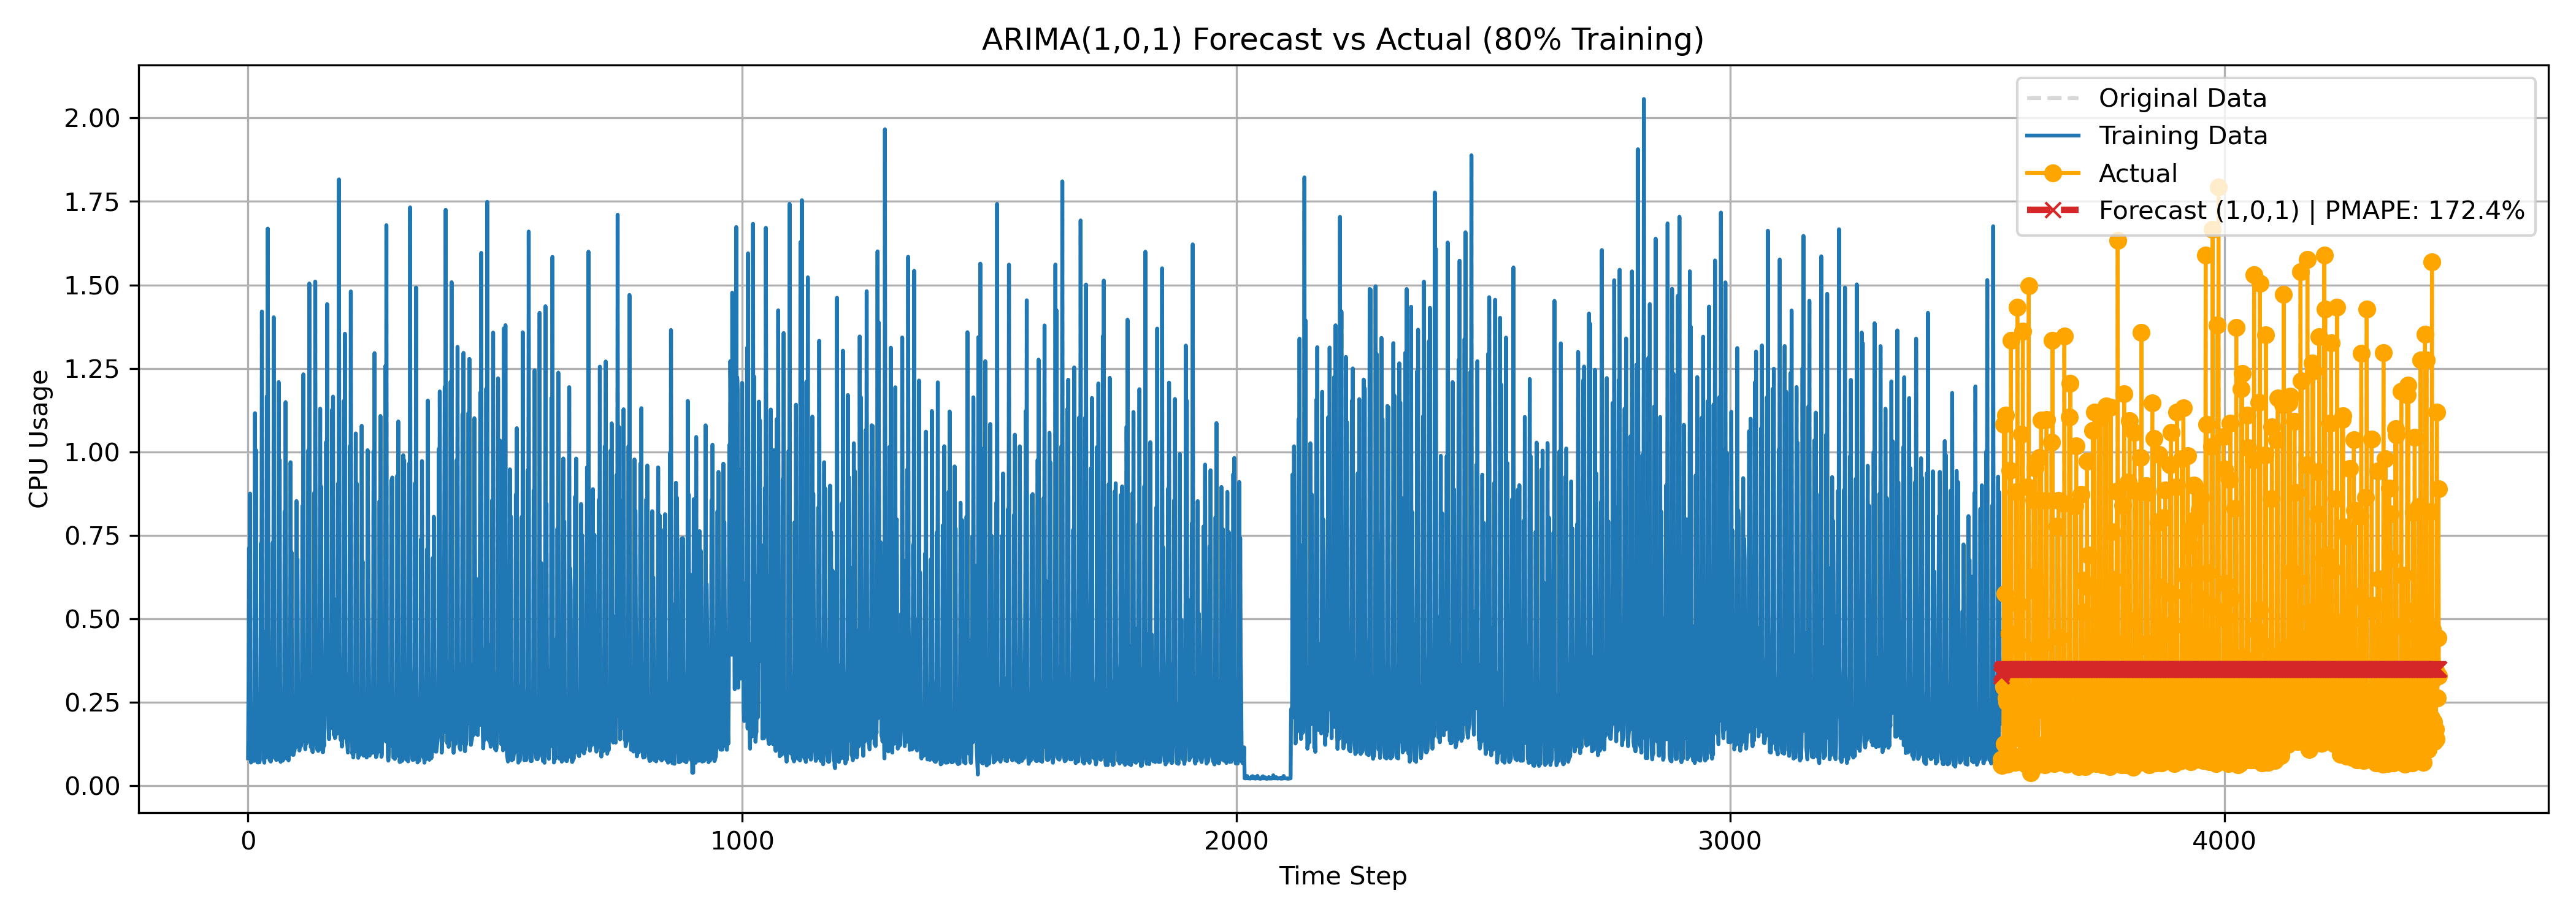 ARIMA(1,0,1) Forecast vs Actual (80% Training)
Original Data
Training Data
Actual
Forecast (1,0,1) | PMAPE: 172.4%
CPU Usage
2.00
1.75
1.50
1.25
1.00
0.75
0.50
0.25
0.00
0
1000
2000
3000
4000
Time Step